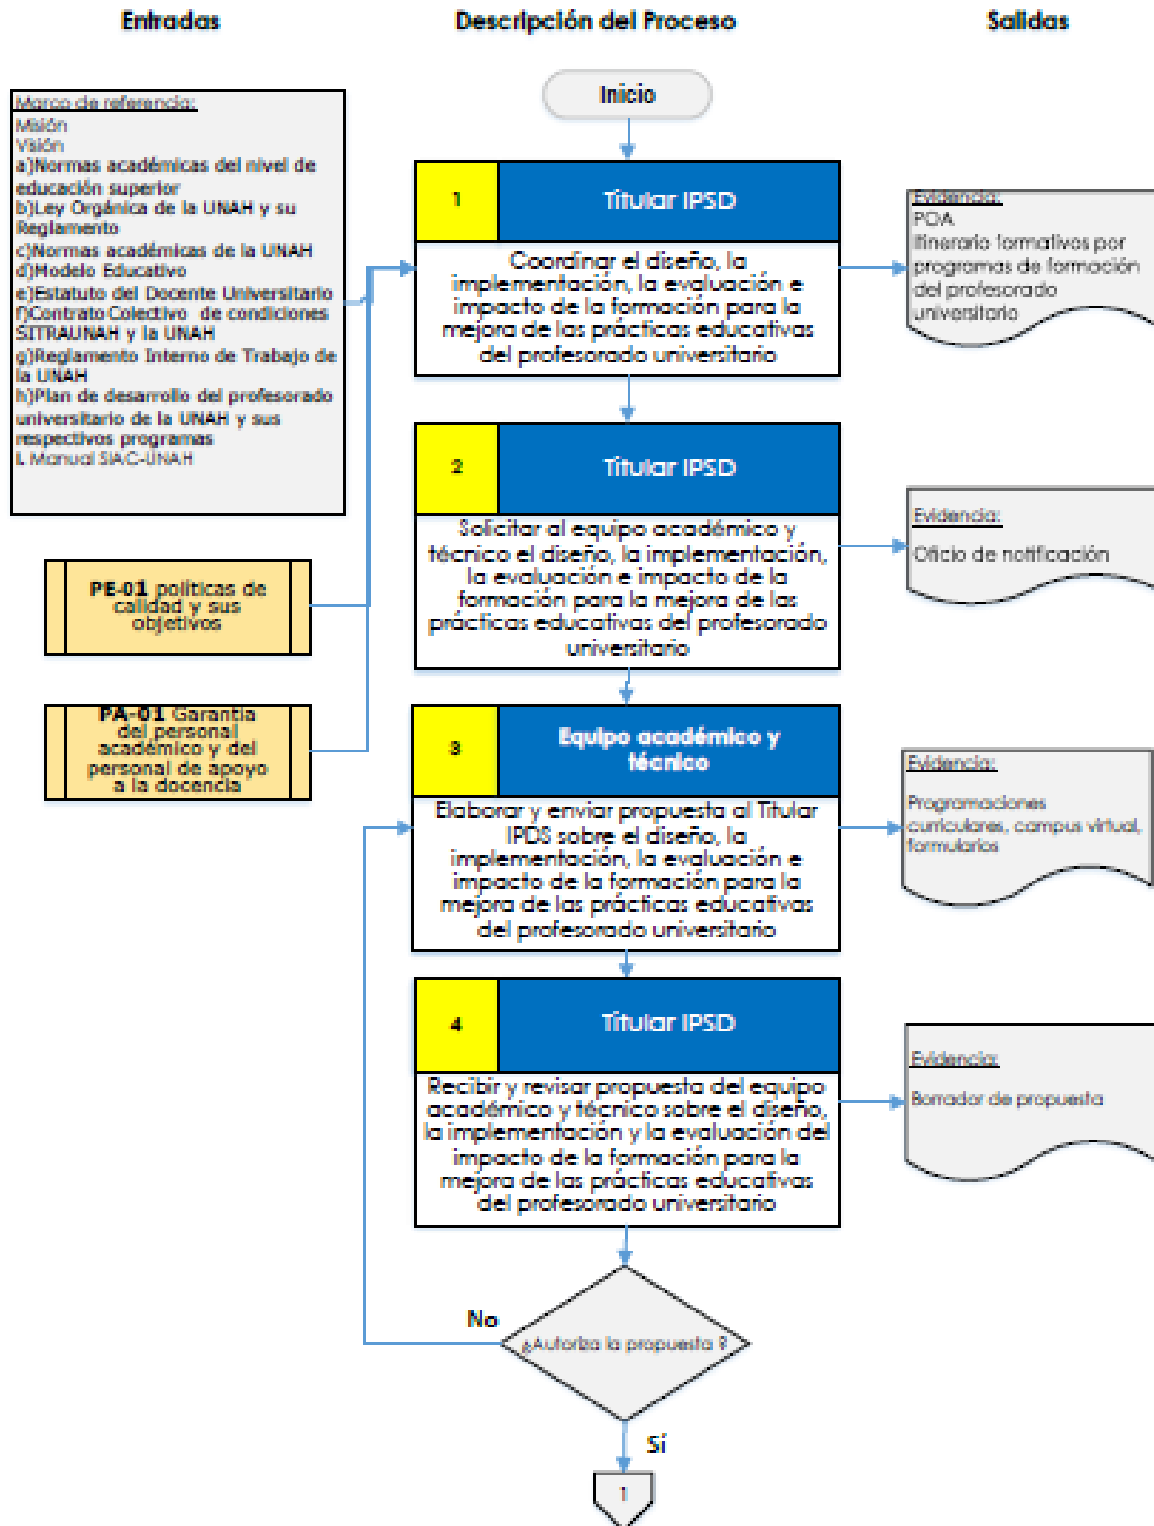 Entradas
Descripción del Proceso
Salidas
Inicio
Marco de referencia:
Misión
Visión
a)Normas académicas del nivel de
educación superior
b)Ley Orgánica de la UNAH y su
Reglamento
c)Normas académicas de la UNAH
d)Modelo Educativo
e)Estatuto del Docente Universitario
f)Contrato Colectivo de condiciones
SITRAUNAH y la UNAH
g)Reglamento Interno de Trabajo de
la UNAH
h)Plan de desarrollo del profesorado
universitario de la UNAH y sus
respectivos programas
I. Manual SIAC-UNAH
PE-01 políticas de
calidad y sus
objetivos
PA-01 Garantía
del personal
académico y del
personal de apoyo
a la docencia
1
Titular IPSD
Coordinar el diseño, la
implementación, la evaluación e
impacto de la formación para la
mejora de las prácticas educativas
del profesorado universitario
Evidencia:
POA
Itinerario formativos por
programas de formación
del profesorado
universitario
2
Titular IPSD
Solicitar al equipo académico y
técnico el diseño, la implementación,
la evaluación e impacto de la
formación para la mejora de las
prácticas educativas del profesorado
universitario
Evidencia:
Oficio de notificación
3
Equipo académico y
técnico
Elaborar y enviar propuesta al Titular
IPDS sobre el diseño, la
implementación, la evaluación e
impacto de la formación para la
mejora de las prácticas educativas
del profesorado universitario
Evidencia:
Programaciones
curriculares, campus virtual,
formularios
4
Titular IPSD
Recibir y revisar propuesta del equipo
académico y técnico sobre el diseño,
la implementación y la evaluación del
impacto de la formación para la
mejora de las prácticas educativas
del profesorado universitario
Evidencia:
Borrador de propuesta
No
¿Autoriza la propuesta ?
Sí
1